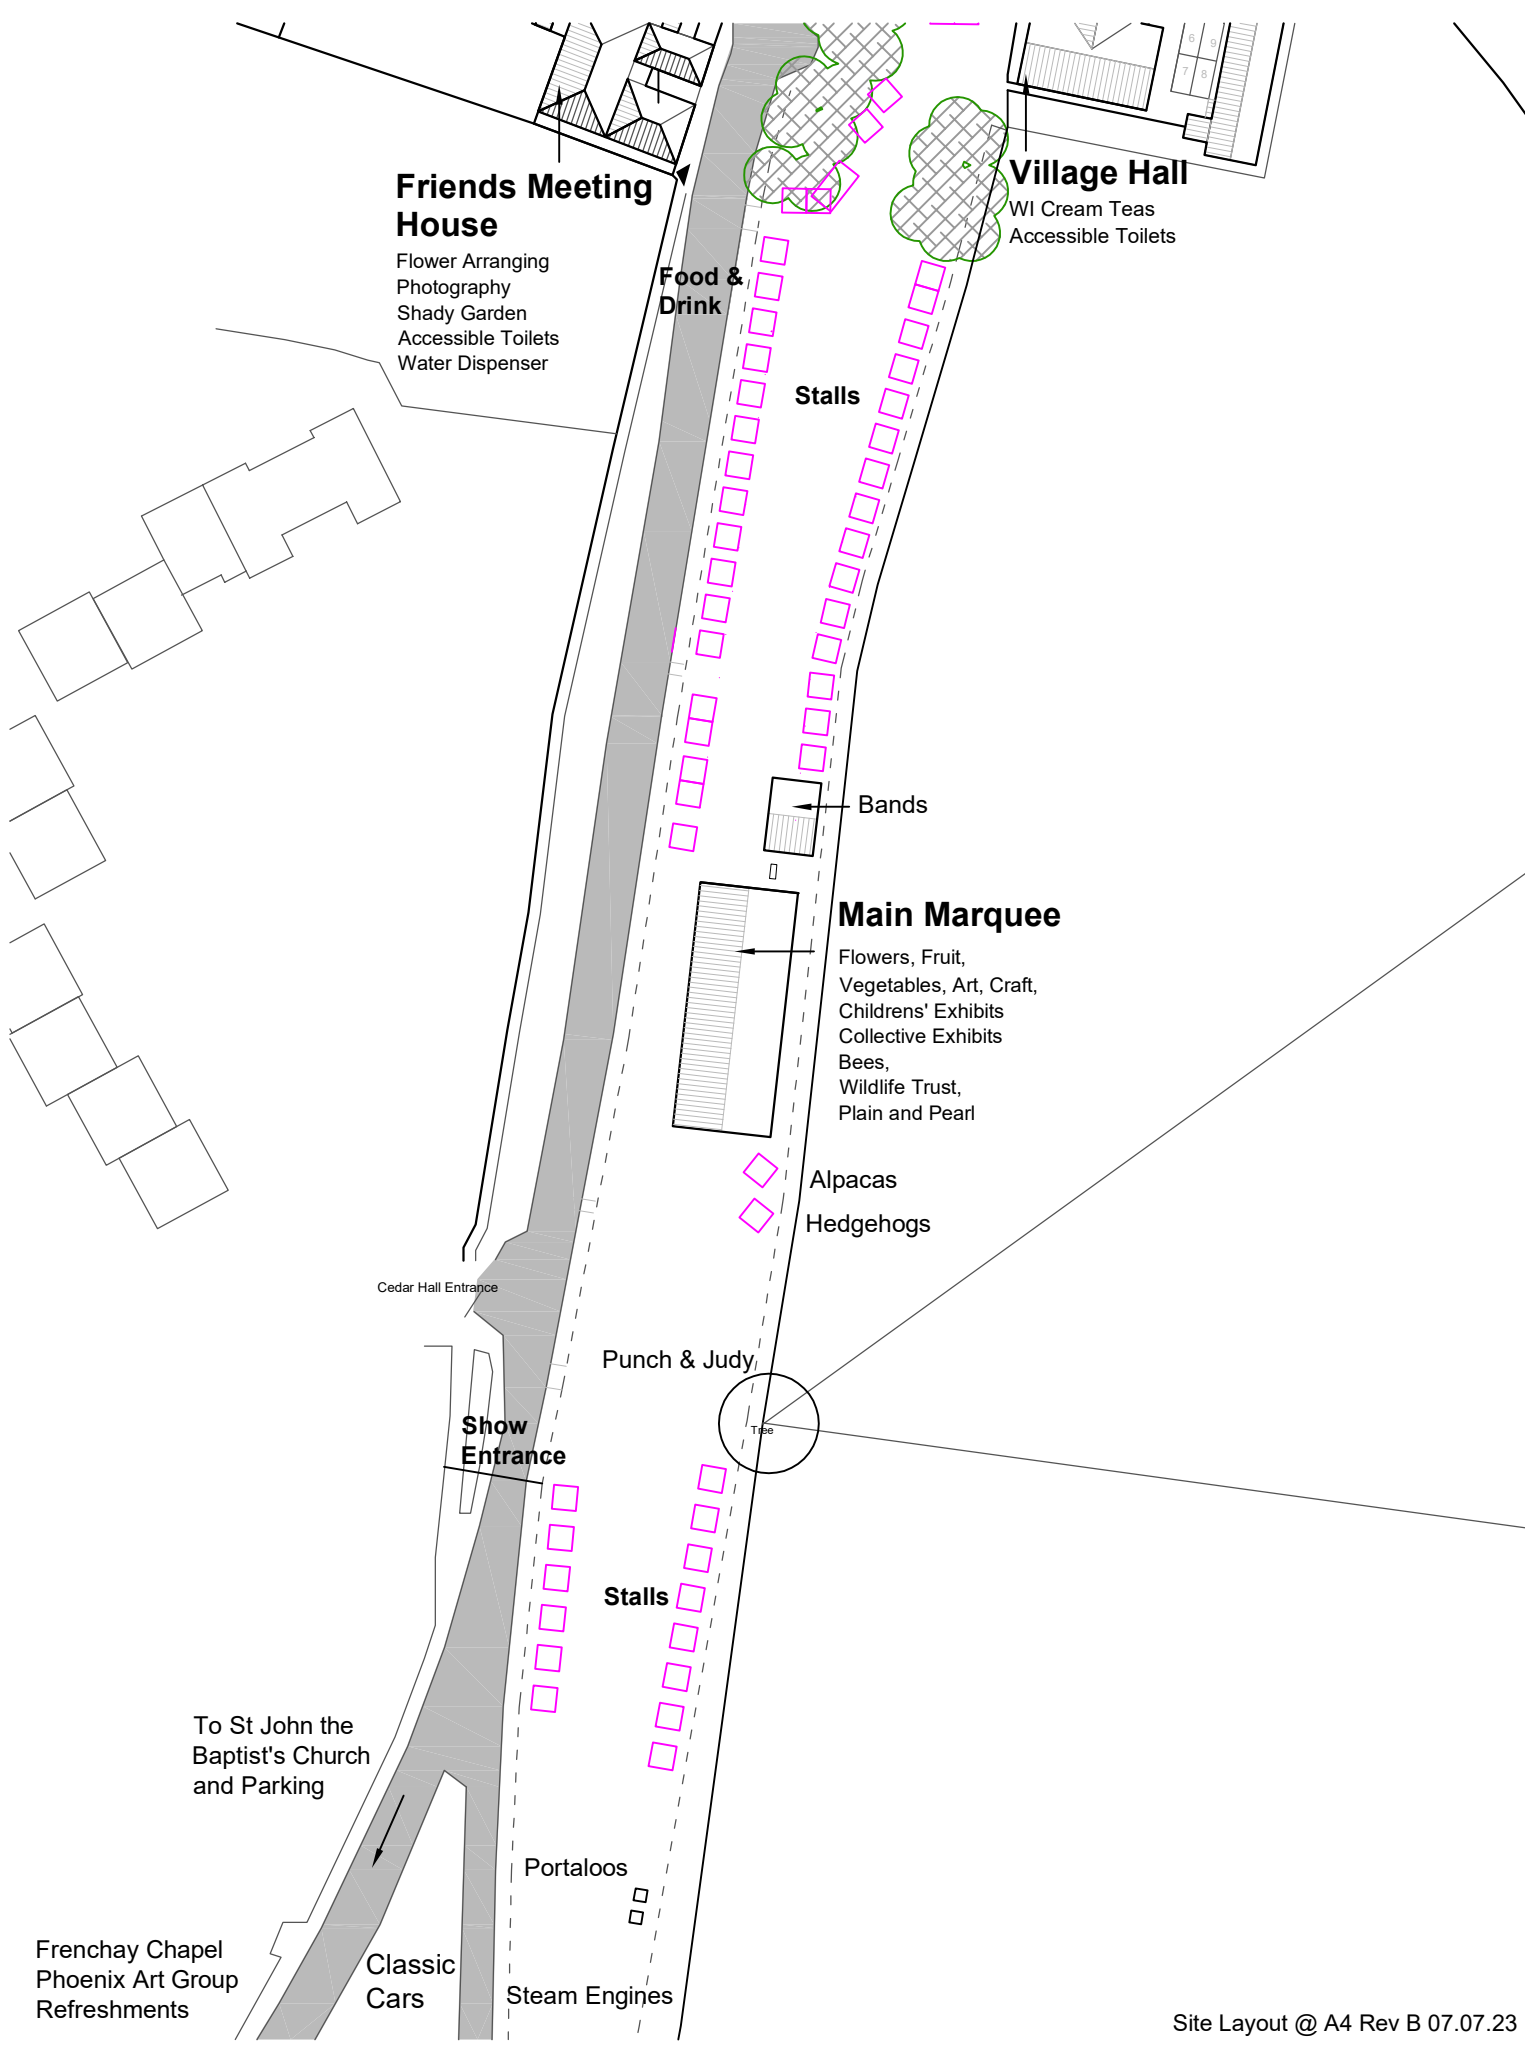 6
9
7
8
Friends Meeting
House
Flower Arranging
Photography
Shady Garden
Accessible Toilets
Water Dispenser
Village Hall
WI Cream Teas
Accessible Toilets
Food &
Drink
Stalls
Bands
Main Marquee
Flowers, Fruit,
Vegetables, Art, Craft,
Childrens' Exhibits
Collective Exhibits
Bees,
Wildlife Trust,
Plain and Pearl
Alpacas
Hedgehogs
Cedar Hall Entrance
Punch & Judy
Tree
Show
Entrance
Stalls
To St John the
Baptist's Church
and Parking
Portaloos
Frenchay Chapel
Phoenix Art Group
Refreshments
Classic
Cars
Steam Engines
Site Layout @ A4 Rev B 07.07.23